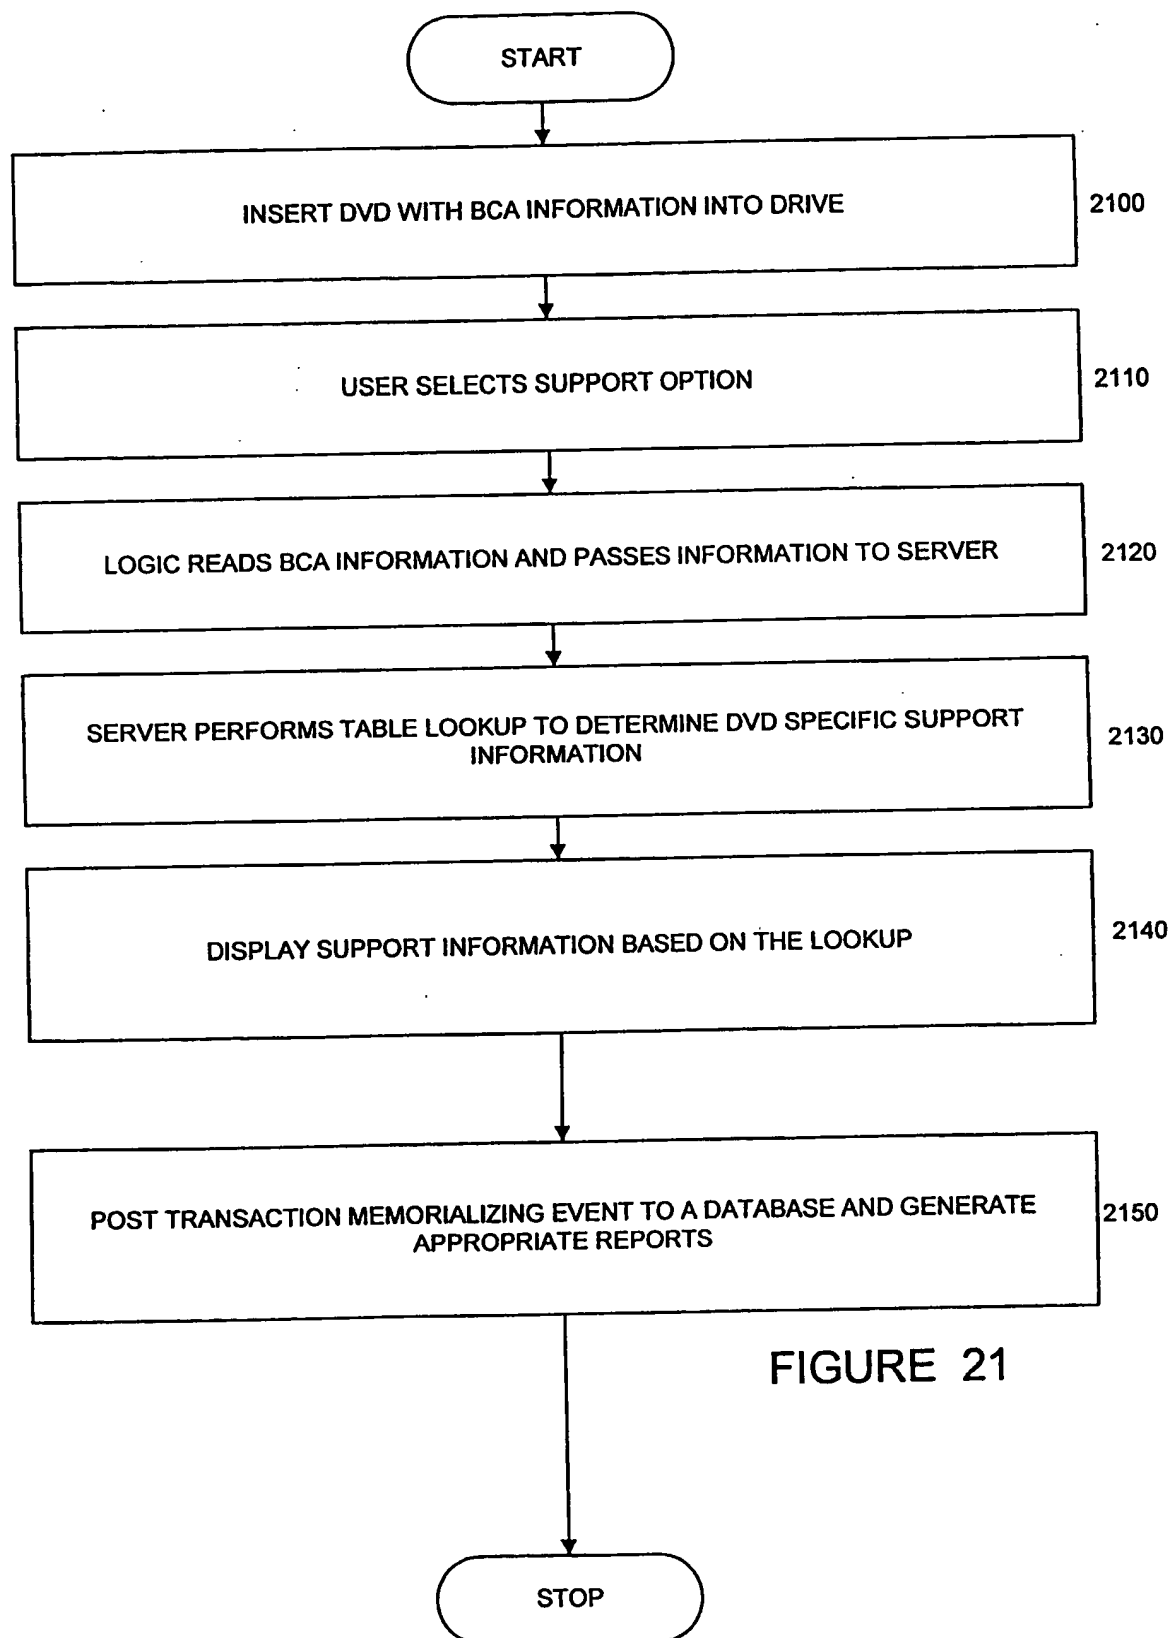 START
INSERT DVD WITH BCA INFORMATION INTO DRIVE
2100
USER SELECTS SUPPORT OPTION
2110
LOGIC READS BCA INFORMATION AND PASSES INFORMATION TO SERVER
2120
SERVER PERFORMS TABLE LOOKUP TO DETERMINE DVD SPECIFIC SUPPORT
INFORMATION
2130
DISPLAY SUPPORT INFORMATION BASED ON THE LOOKUP
2140
POST TRANSACTION MEMORIALIZING EVENT TO A DATABASE AND GENERATE
APPROPRIATE REPORTS
2150
FIGURE 21
STOP